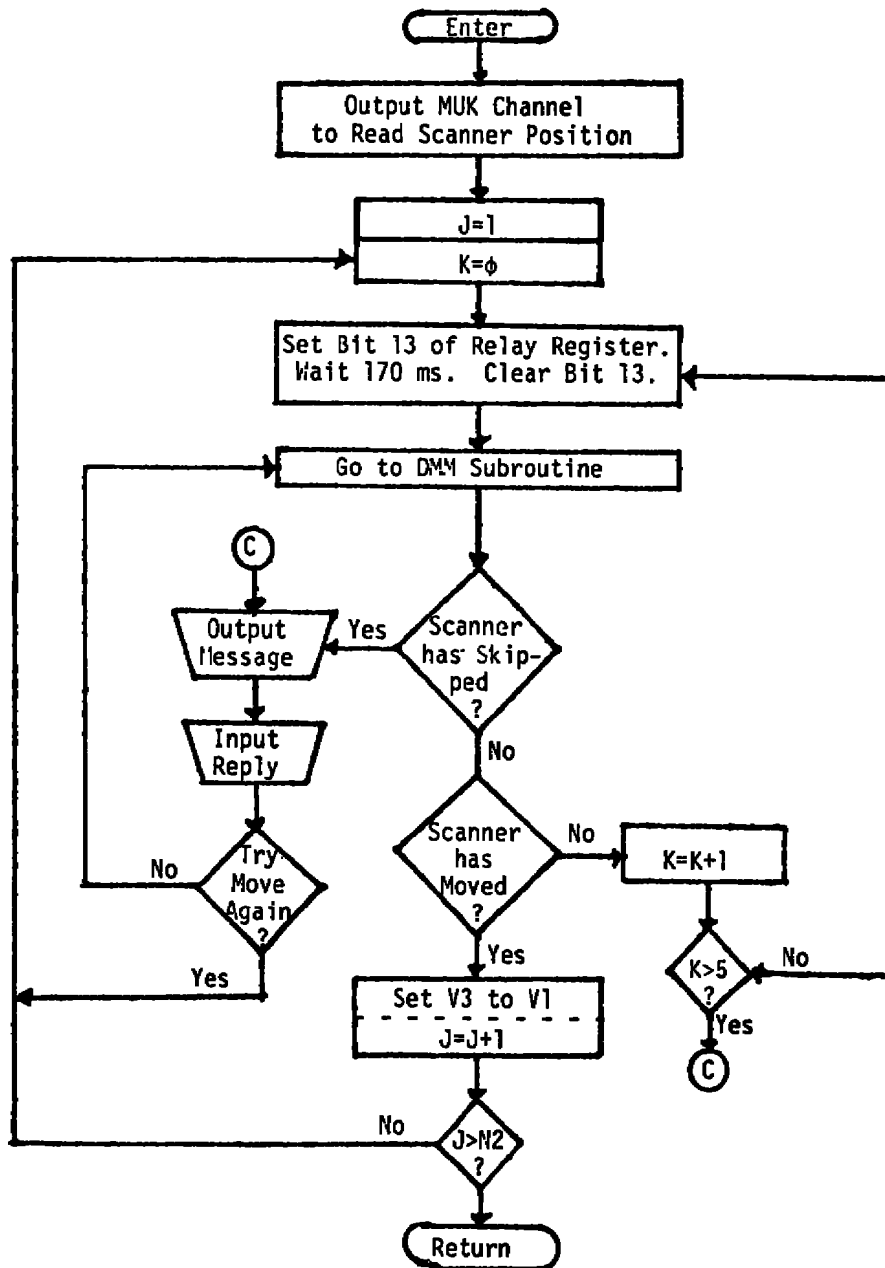 Enter
Output MUK Channel
to Read Scanner Position
J=1
K=ϕ
Set Bit 13 of Relay Register.
Wait 170 ms. Clear Bit 13.
Go to DMM Subroutine
C
Output
Message
Yes
Scanner
has Skip-
ped
?
Input
Reply
No
Try
Move
Again
?
No
Yes
Scanner
has
Moved
?
No
K=K+1
Yes
K>5
?
No
Yes
C
Set V3 to V1
J=J+1
No
J>N2
?
Return